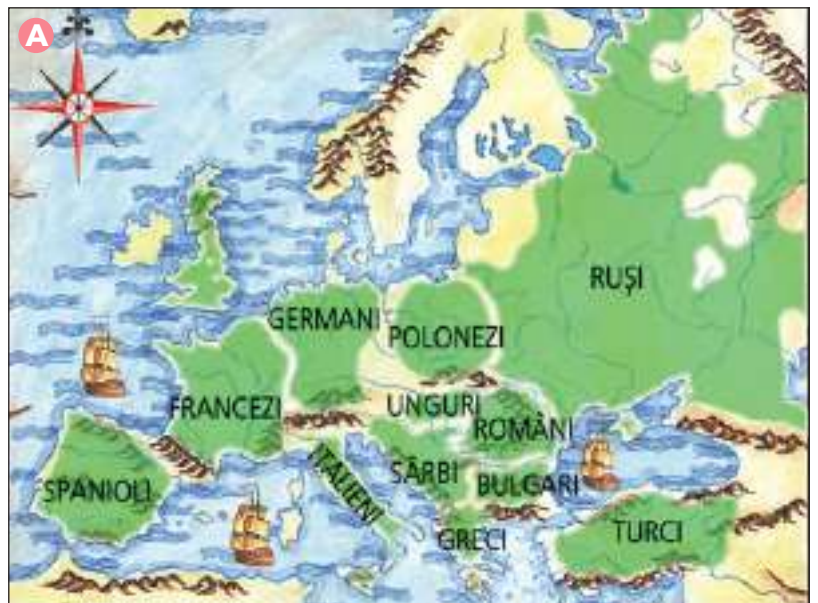 A
RUȘI
GERMANI
POLONEZI
FRANCEZI
UNGURI
ROMÂNI
SPANIOLI
ITALIENI
SÂRBI
BULGARI
GRECI
TURCI